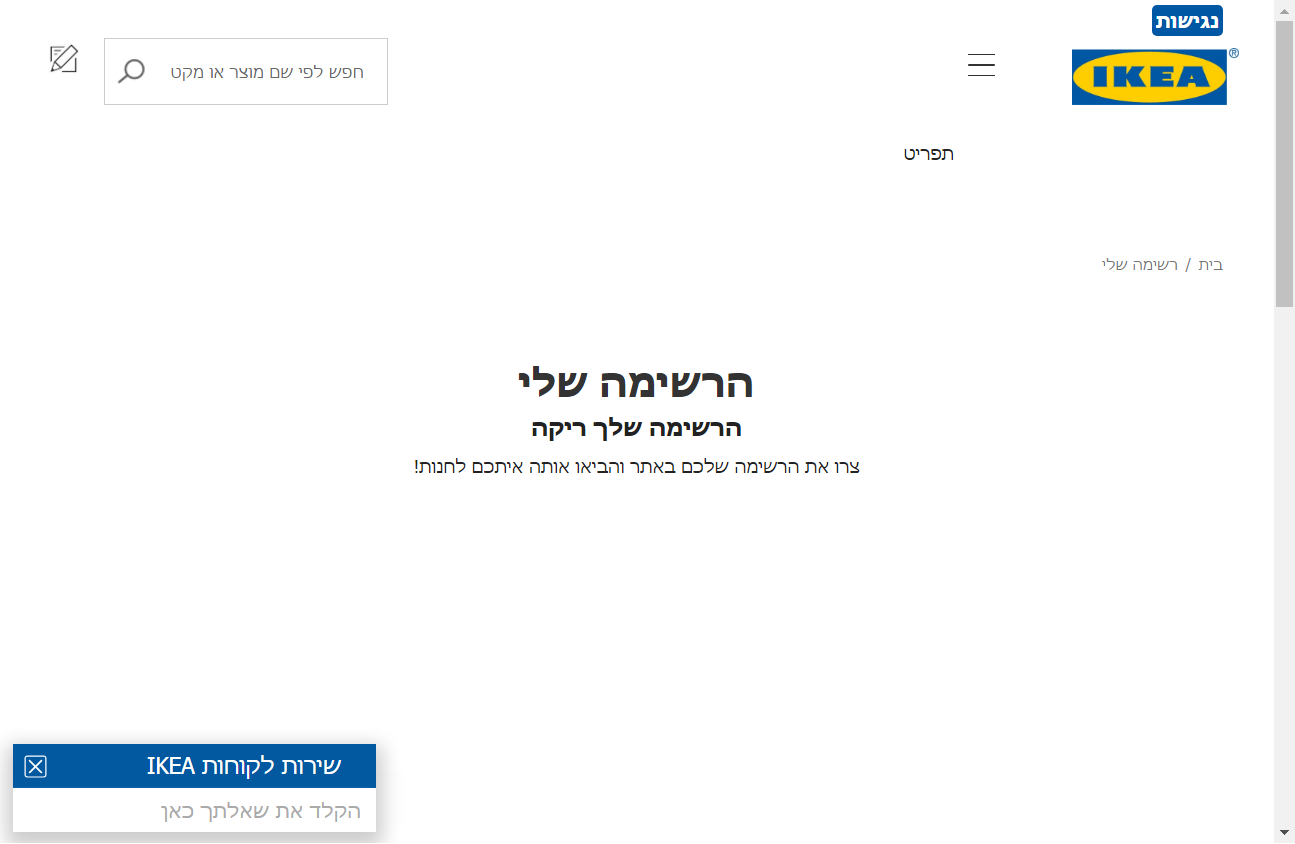 נגישות
IKEA®
חפש לפי שם מוצר או מקט
תפריט
בית / רשימה שלי
הרשימה שלי
הרשימה שלך ריקה
צרו את הרשימה שלכם באתר והביאו אותה איתכם לחנות!
שירות לקוחות IKEA
הקלד את שאלתך כאן